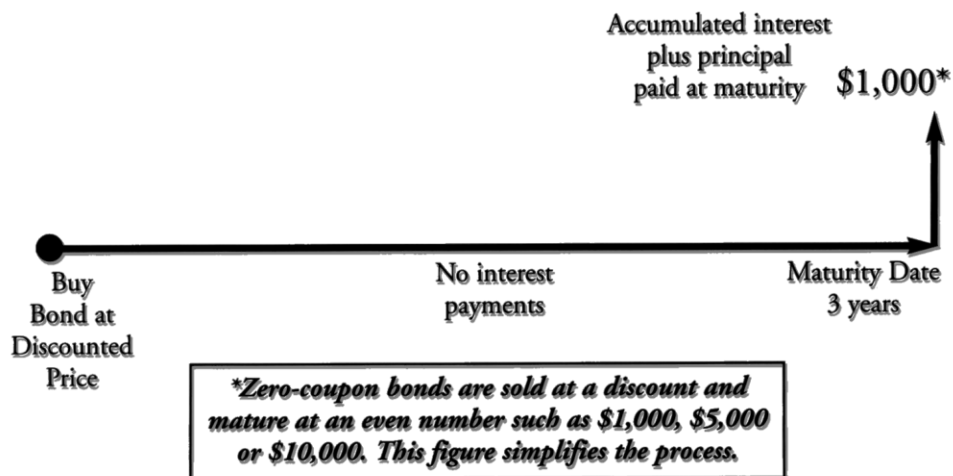 Accumulated interest
plus principal
paid at maturity
$1,000*
Buy
Bond at
Discounted
Price
No interest
payments
Maturity Date
3 years
*Zero-coupon bonds are sold at a discount and
mature at an even number such as $1,000, $5,000
or $10,000. This figure simplifies the process.